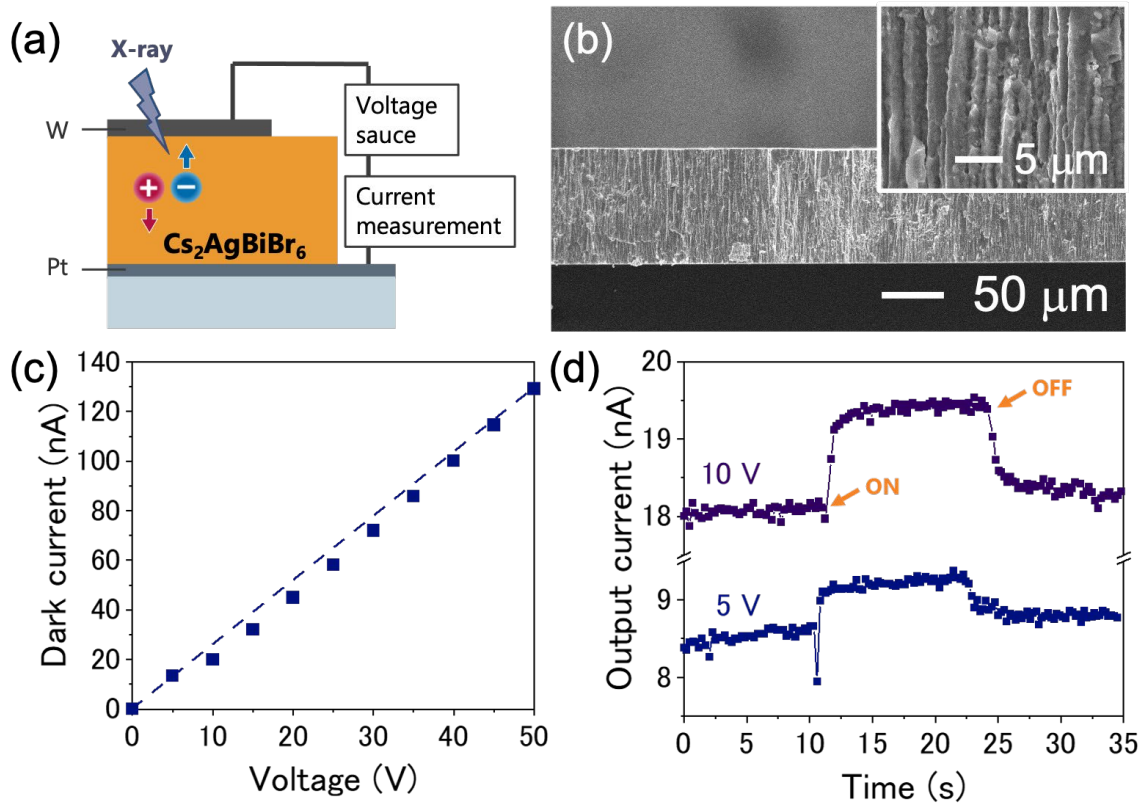 (a)
X-ray
W
Voltage
sauce
Current
measurement
+
−
Cs₂AgBiBr₆
Pt
(b)
5 μm
50 μm
(c)
140
120
100
80
60
40
20
0
Dark current (nA)
0 10 20 30 40 50
Voltage (V)
(d)
20
19
18
9
8
Output current (nA)
10 V
ON
OFF
5 V
0 5 10 15 20 25 30 35
Time (s)